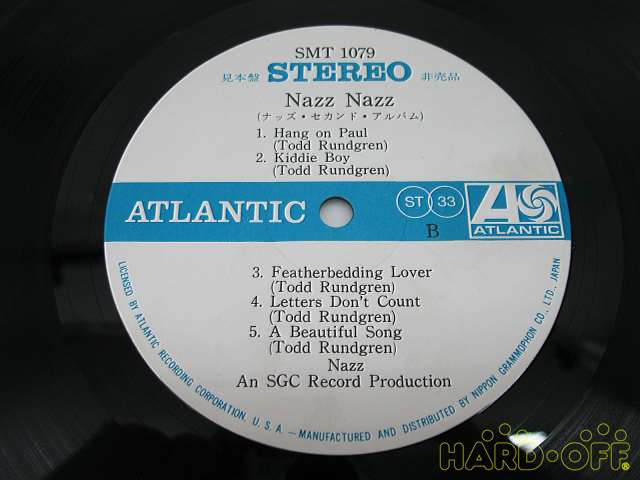 SMT 1079
見本盤 STEREO 非売品
Nazz Nazz
(ナッズ・セカンド・アルバム)
1. Hang on Paul
(Todd Rundgren)
2. Kiddie Boy
(Todd Rundgren)
ATLANTIC
ST 33
B
ATLANTIC
3. Featherbedding Lover
(Todd Rundgren)
4. Letters Don't Count
(Todd Rundgren)
5. A Beautiful Song
(Todd Rundgren)
Nazz
An SGC Record Production
LICENSED BY ATLANTIC RECORDING CORPORATION, U.S.A.—MANUFACTURED AND DISTRIBUTED BY NIPPON GRAMMOPHON CO., LTD., JAPAN
HARD-OFF